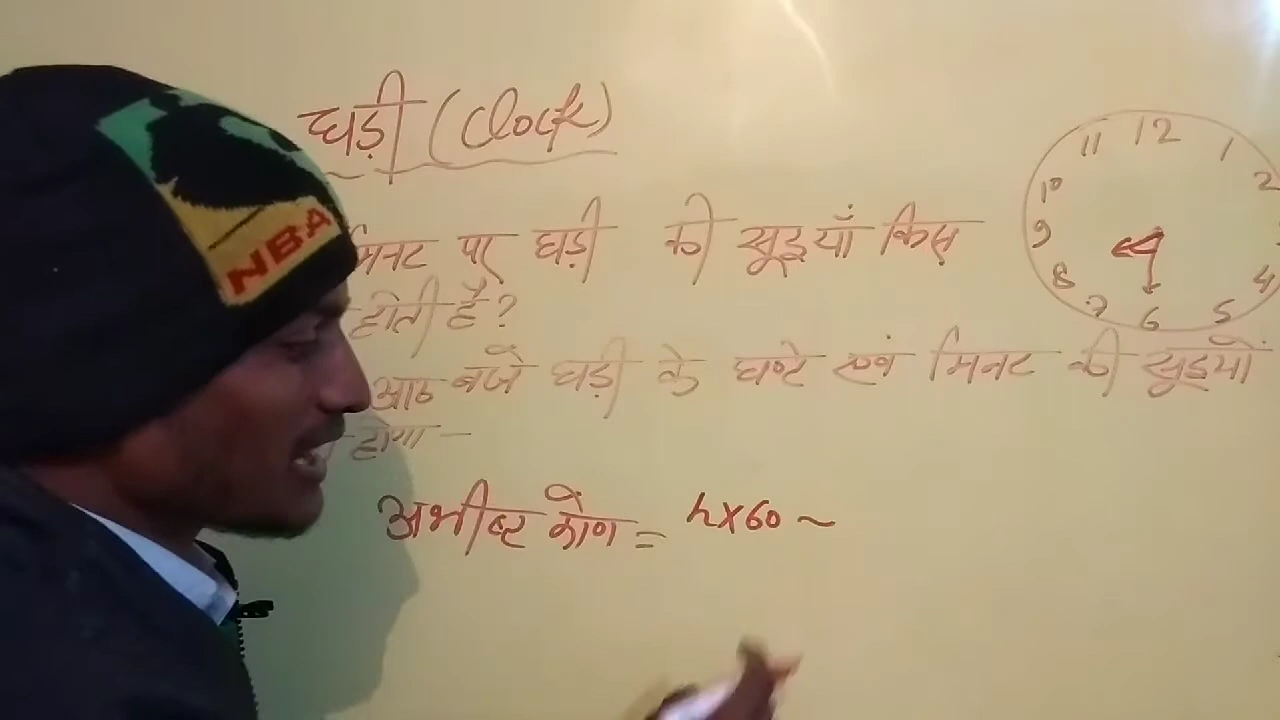 घड़ी (Clock)
मिनट पर घड़ी की सूइयाँ किस
होती है?
आठ बजे घड़ी के घण्टे एवं मिनट की सूइयों
होगा —
अभीष्ट कोण = h×60 ~
11 12 1
10 2
9
8 4
7 6 5
NBA